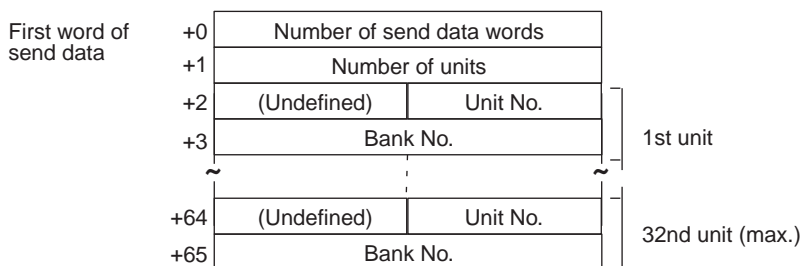 First word of
send data
+0 Number of send data words
+1 Number of units
+2 (Undefined) Unit No.
+3 Bank No.
1st unit
~ ~
+64 (Undefined) Unit No.
+65 Bank No.
32nd unit (max.)